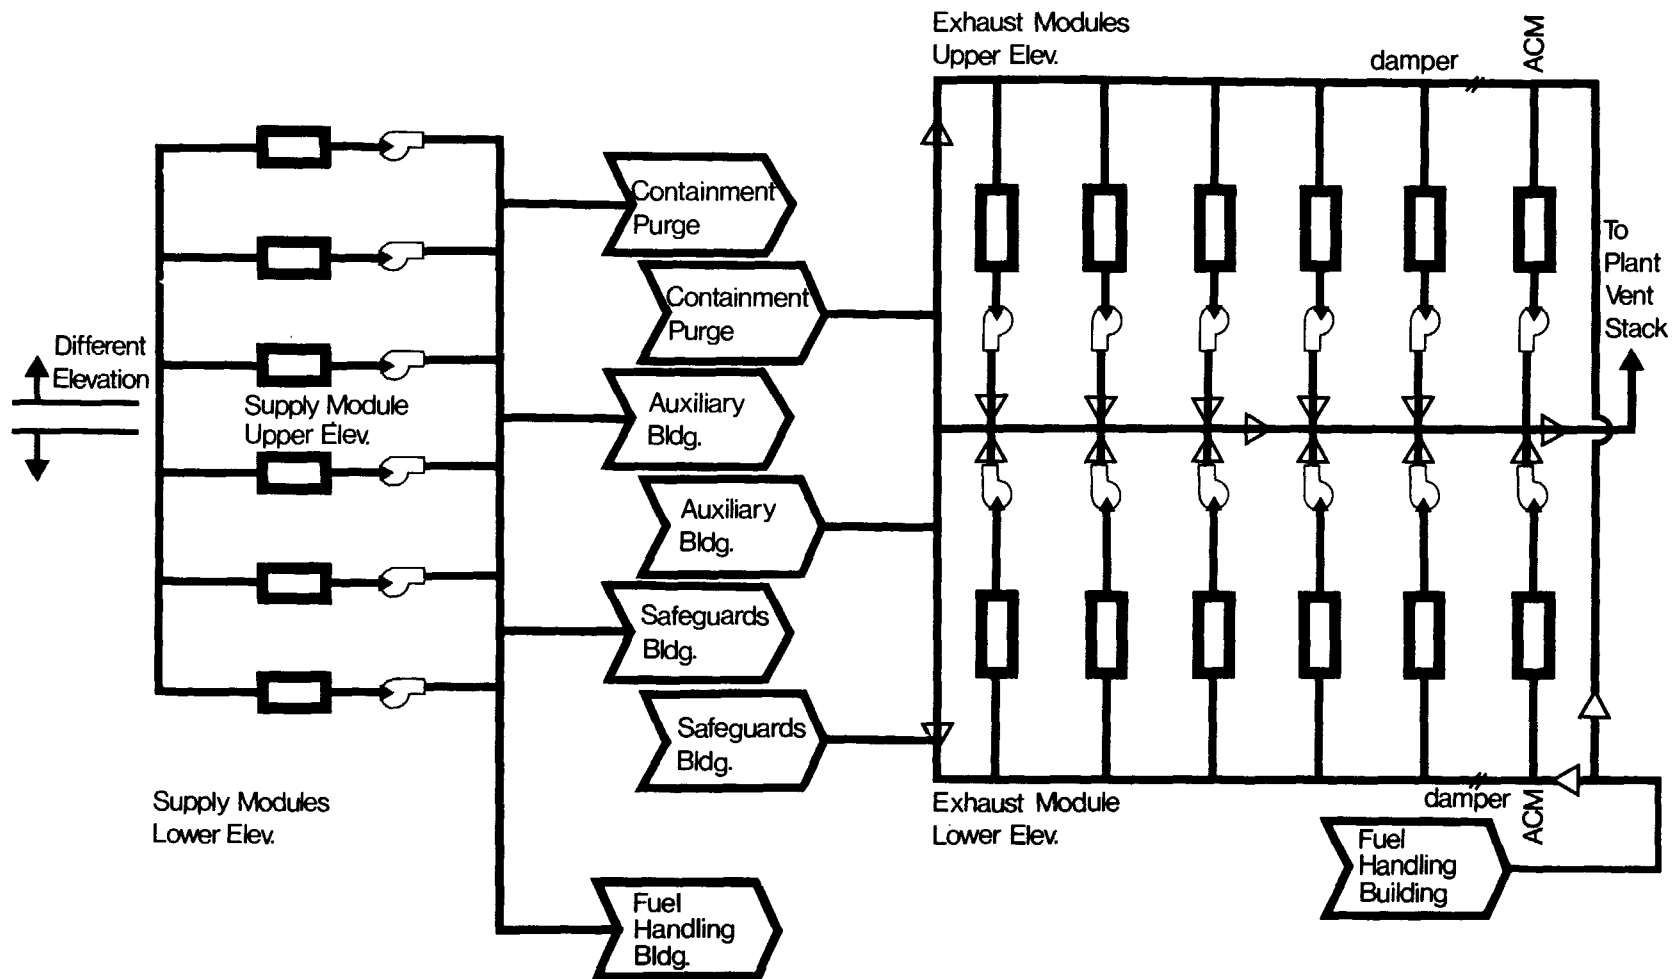 Different
Elevation
Supply Module
Upper Elev.
Supply Modules
Lower Elev.
Containment
Purge
Containment
Purge
Auxiliary
Bldg.
Auxiliary
Bldg.
Safeguards
Bldg.
Safeguards
Bldg.
Fuel
Handling
Bldg.
Exhaust Modules
Upper Elev.
damper
ACM
To
Plant
Vent
Stack
Exhaust Module
Lower Elev.
damper
ACM
Fuel
Handling
Building